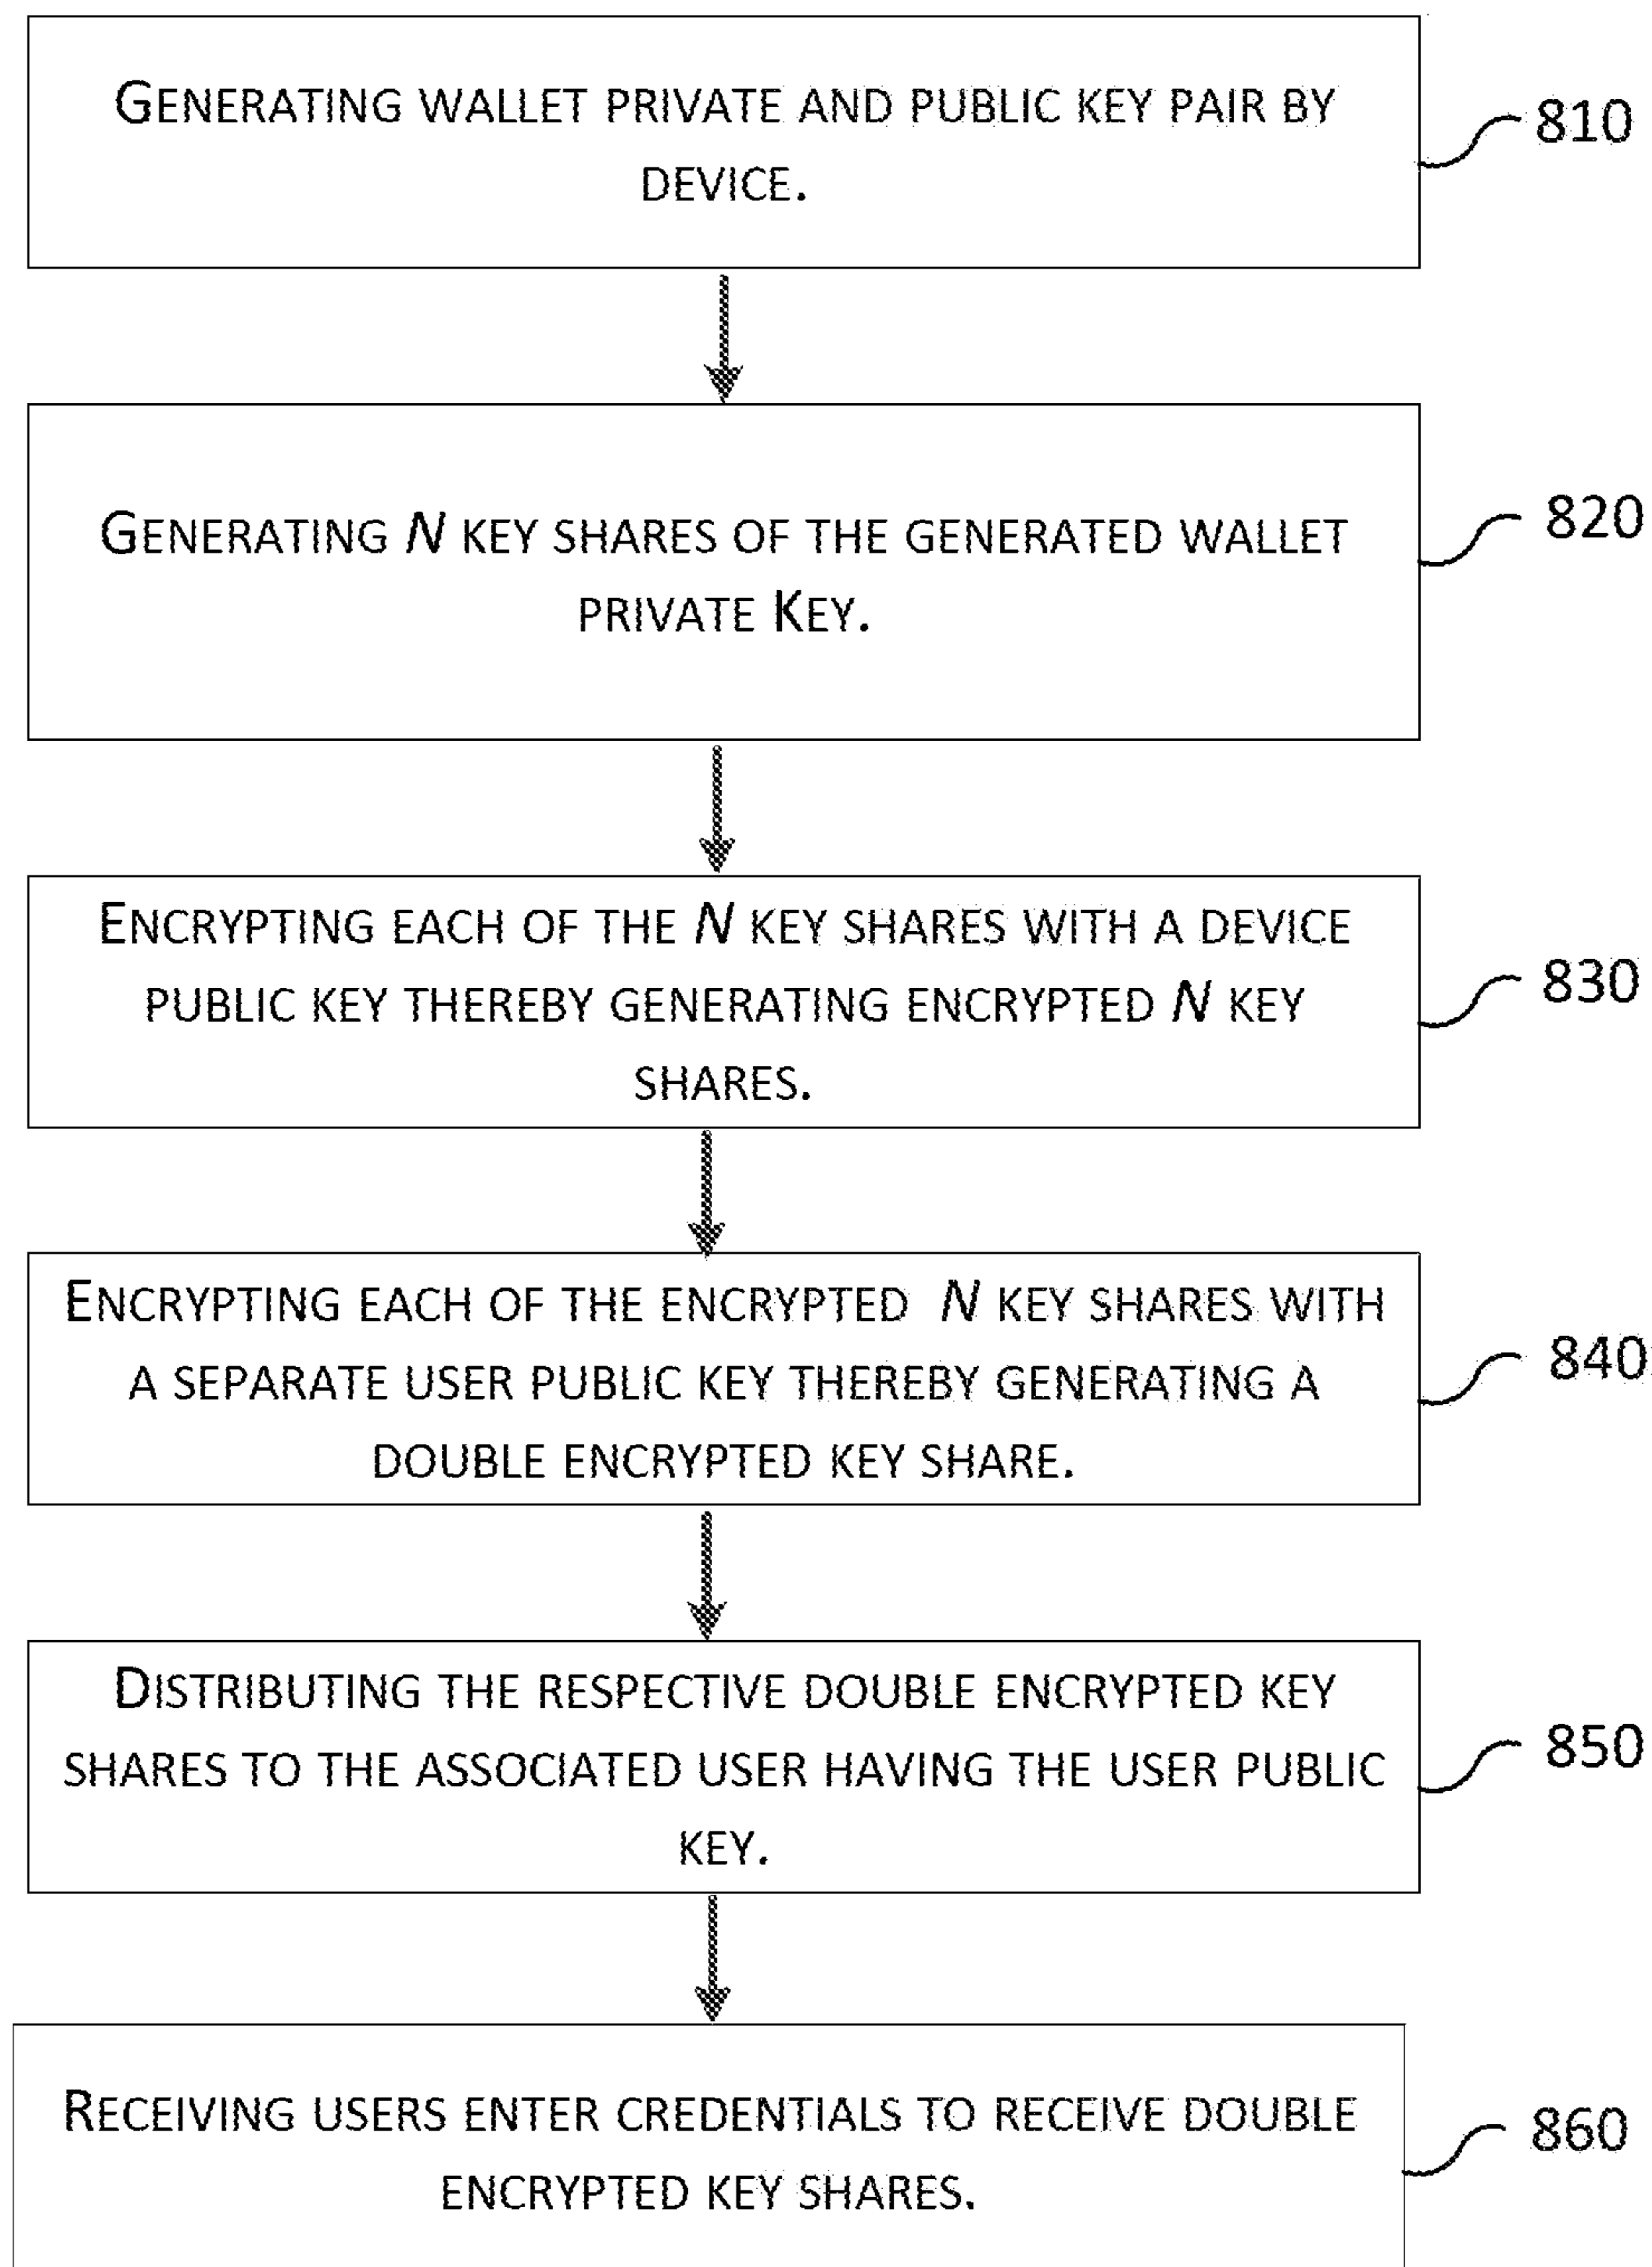 GENERATING WALLET PRIVATE AND PUBLIC KEY PAIR BY
DEVICE.
810
GENERATING N KEY SHARES OF THE GENERATED WALLET
PRIVATE KEY.
820
ENCRYPTING EACH OF THE N KEY SHARES WITH A DEVICE
PUBLIC KEY THEREBY GENERATING ENCRYPTED N KEY
SHARES.
830
ENCRYPTING EACH OF THE ENCRYPTED N KEY SHARES WITH
A SEPARATE USER PUBLIC KEY THEREBY GENERATING A
DOUBLE ENCRYPTED KEY SHARE.
840
DISTRIBUTING THE RESPECTIVE DOUBLE ENCRYPTED KEY
SHARES TO THE ASSOCIATED USER HAVING THE USER PUBLIC
KEY.
850
RECEIVING USERS ENTER CREDENTIALS TO RECEIVE DOUBLE
ENCRYPTED KEY SHARES.
860